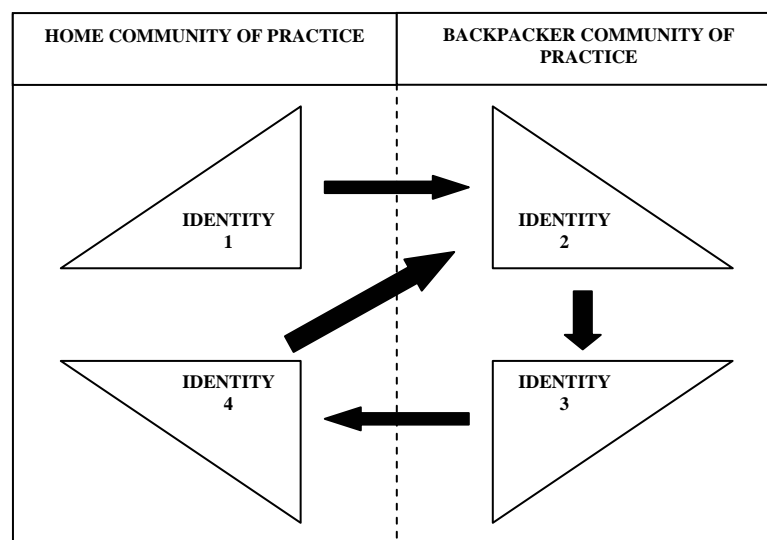 HOME COMMUNITY OF PRACTICE
BACKPACKER COMMUNITY OF
PRACTICE
IDENTITY
1
IDENTITY
2
IDENTITY
4
IDENTITY
3